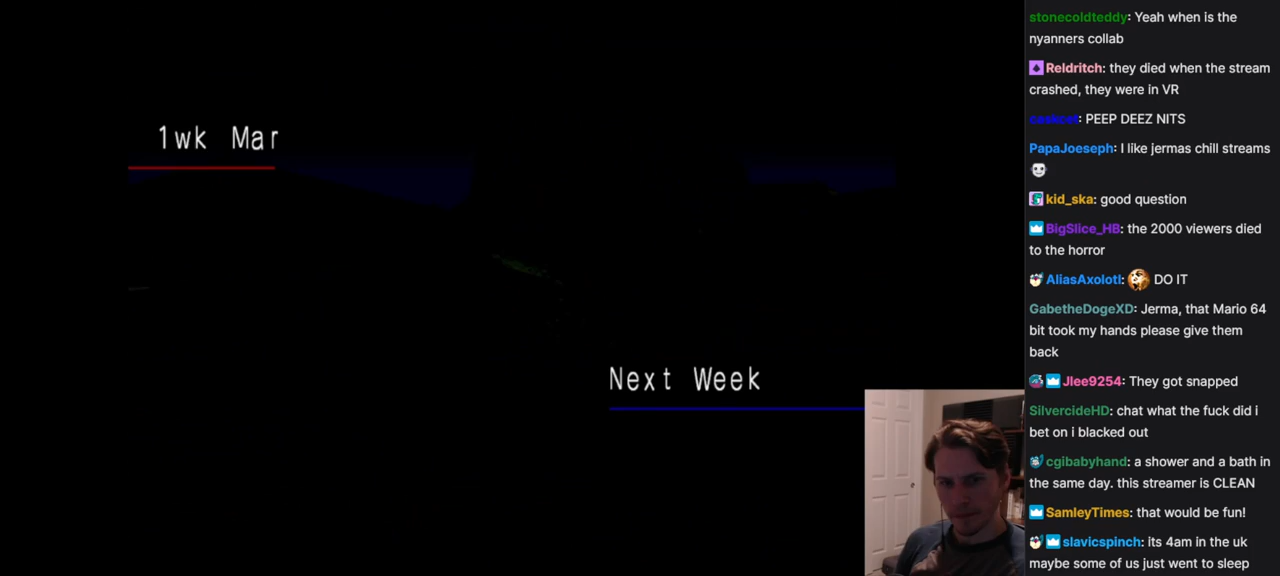 1wk Mar
Next Week
stonecoldteddy: Yeah when is the
nyanners collab
Reldritch: they died when the stream
crashed, they were in VR
: PEEP DEEZ NITS
PapaJoeseph: I like jermas chill streams
kid_ska: good question
BigSlice_HB: the 2000 viewers died
to the horror
AliasAxolotl: DO IT
GabetheDogeXD: Jerma, that Mario 64
bit took my hands please give them
back
Jlee9254: They got snapped
SilvercideHD: chat what the fuck did i
bet on i blacked out
cgibabyhand: a shower and a bath in
the same day. this streamer is CLEAN
SamleyTimes: that would be fun!
slavicspinch: its 4am in the uk
maybe some of us just went to sleep